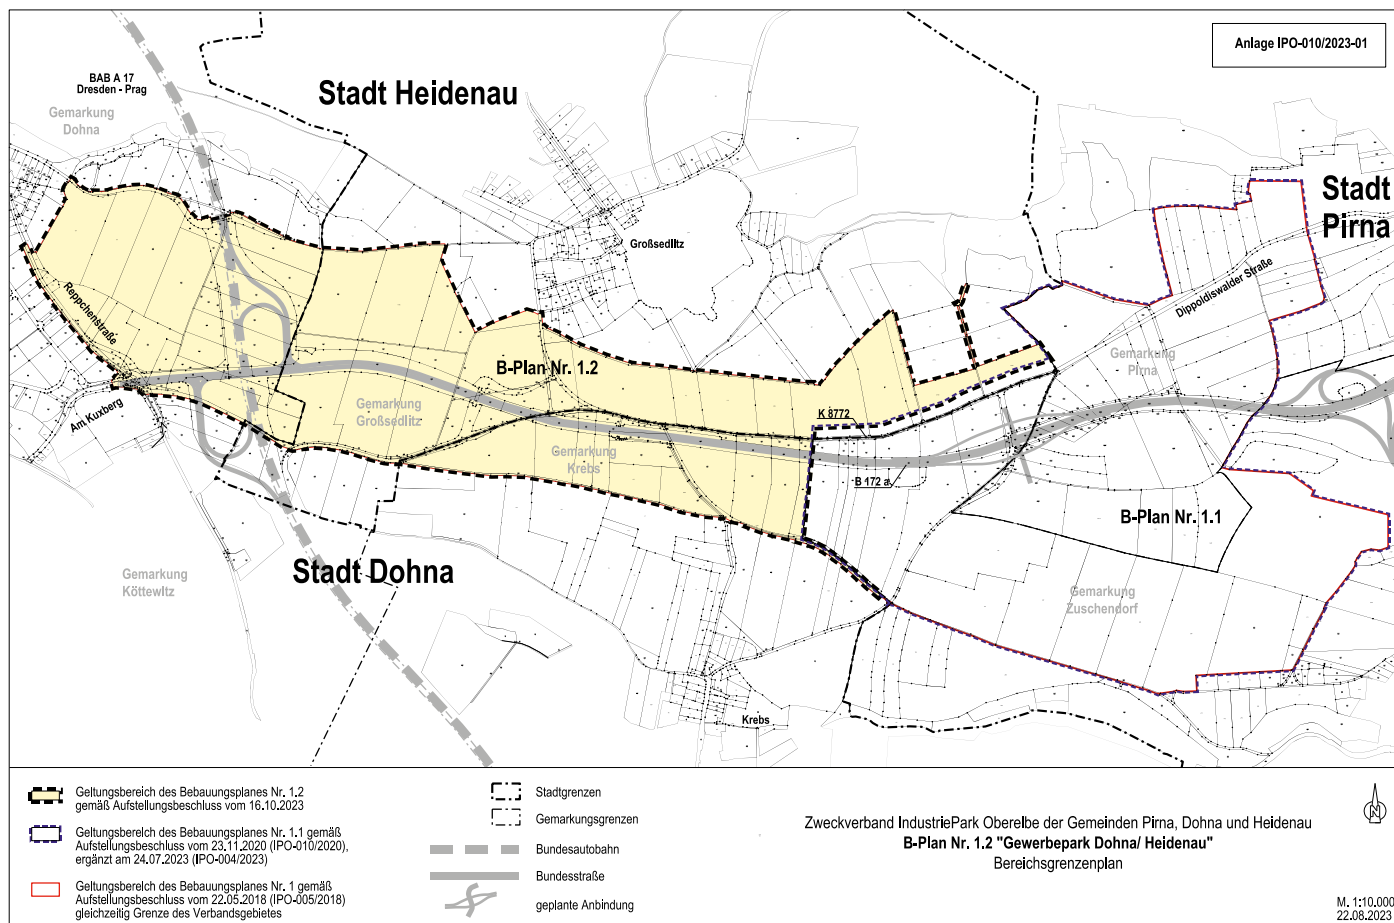 Anlage IPO-010/2023-01
BAB A 17
Dresden - Prag
Stadt Heidenau
Gemarkung
Dohna
Stadt
Pirna
Großsedlitz
Dippoldiswalder Straße
Reppchenstraße
B-Plan Nr. 1.2
Gemarkung
Pirna
Gemarkung
Großsedlitz
K 8772
Am Kuxberg
Gemarkung
Krebs
B 172 a
B-Plan Nr. 1.1
Stadt Dohna
Gemarkung
Köttewitz
Gemarkung
Zuschendorf
Krebs
Geltungsbereich des Bebauungsplanes Nr. 1.2
gemäß Aufstellungsbeschluss vom 16.10.2023
Geltungsbereich des Bebauungsplanes Nr. 1.1 gemäß
Aufstellungsbeschluss vom 23.11.2020 (IPO-010/2020),
ergänzt am 24.07.2023 (IPO-004/2023)
Geltungsbereich des Bebauungsplanes Nr. 1 gemäß
Aufstellungsbeschluss vom 22.05.2018 (IPO-005/2018)
gleichzeitig Grenze des Verbandsgebietes
Stadtgrenzen
Gemarkungsgrenzen
Bundesautobahn
Bundesstraße
geplante Anbindung
Zweckverband IndustriePark Oberelbe der Gemeinden Pirna, Dohna und Heidenau
B-Plan Nr. 1.2 "Gewerbepark Dohna/ Heidenau"
Bereichsgrenzenplan
N
M. 1:10.000
22.08.2023